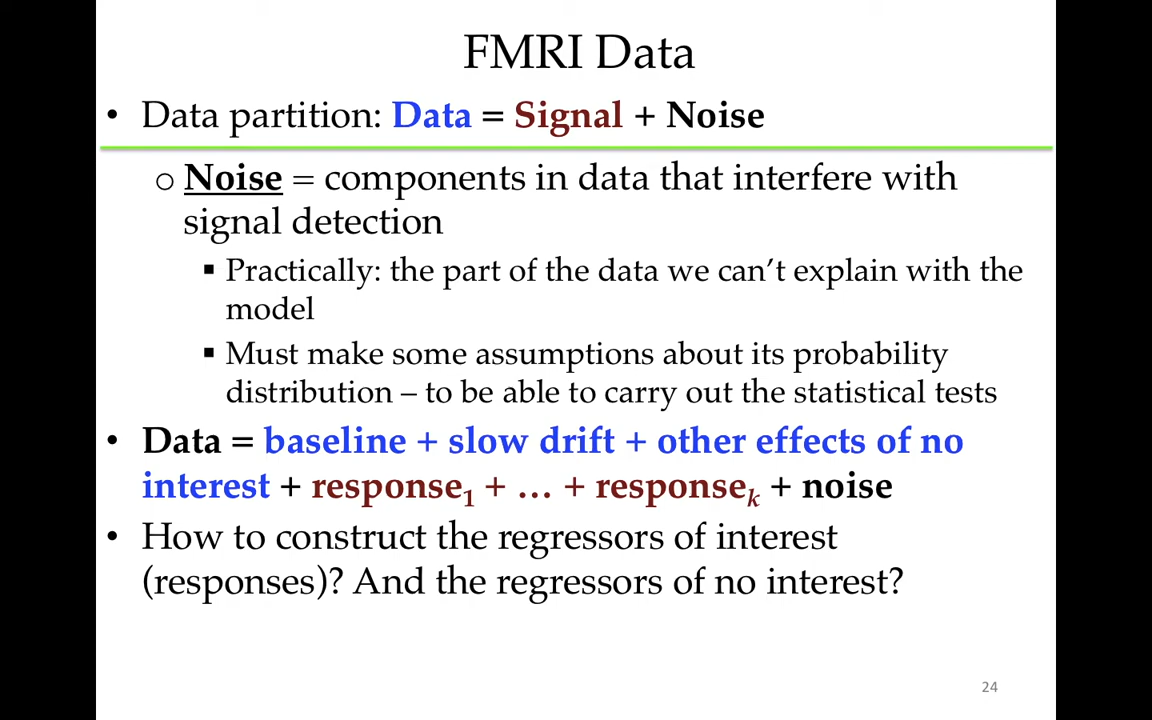 FMRI Data
• Data partition: Data = Signal + Noise
o Noise = components in data that interfere with
signal detection
▪ Practically: the part of the data we can’t explain with the
model
▪ Must make some assumptions about its probability
distribution – to be able to carry out the statistical tests
• Data = baseline + slow drift + other effects of no
interest + response₁ + … + responseₖ + noise
• How to construct the regressors of interest
(responses)? And the regressors of no interest?
24